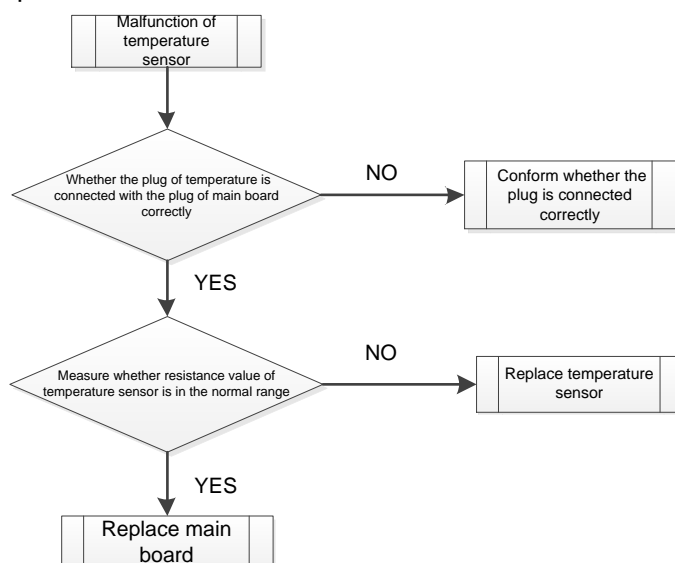 Malfunction of
temperature
sensor
Whether the plug of temperature is
connected with the plug of main board
correctly
NO
Conform whether the
plug is connected
correctly
YES
Measure whether resistance value of
temperature sensor is in the normal range
NO
Replace temperature
sensor
YES
Replace main
board